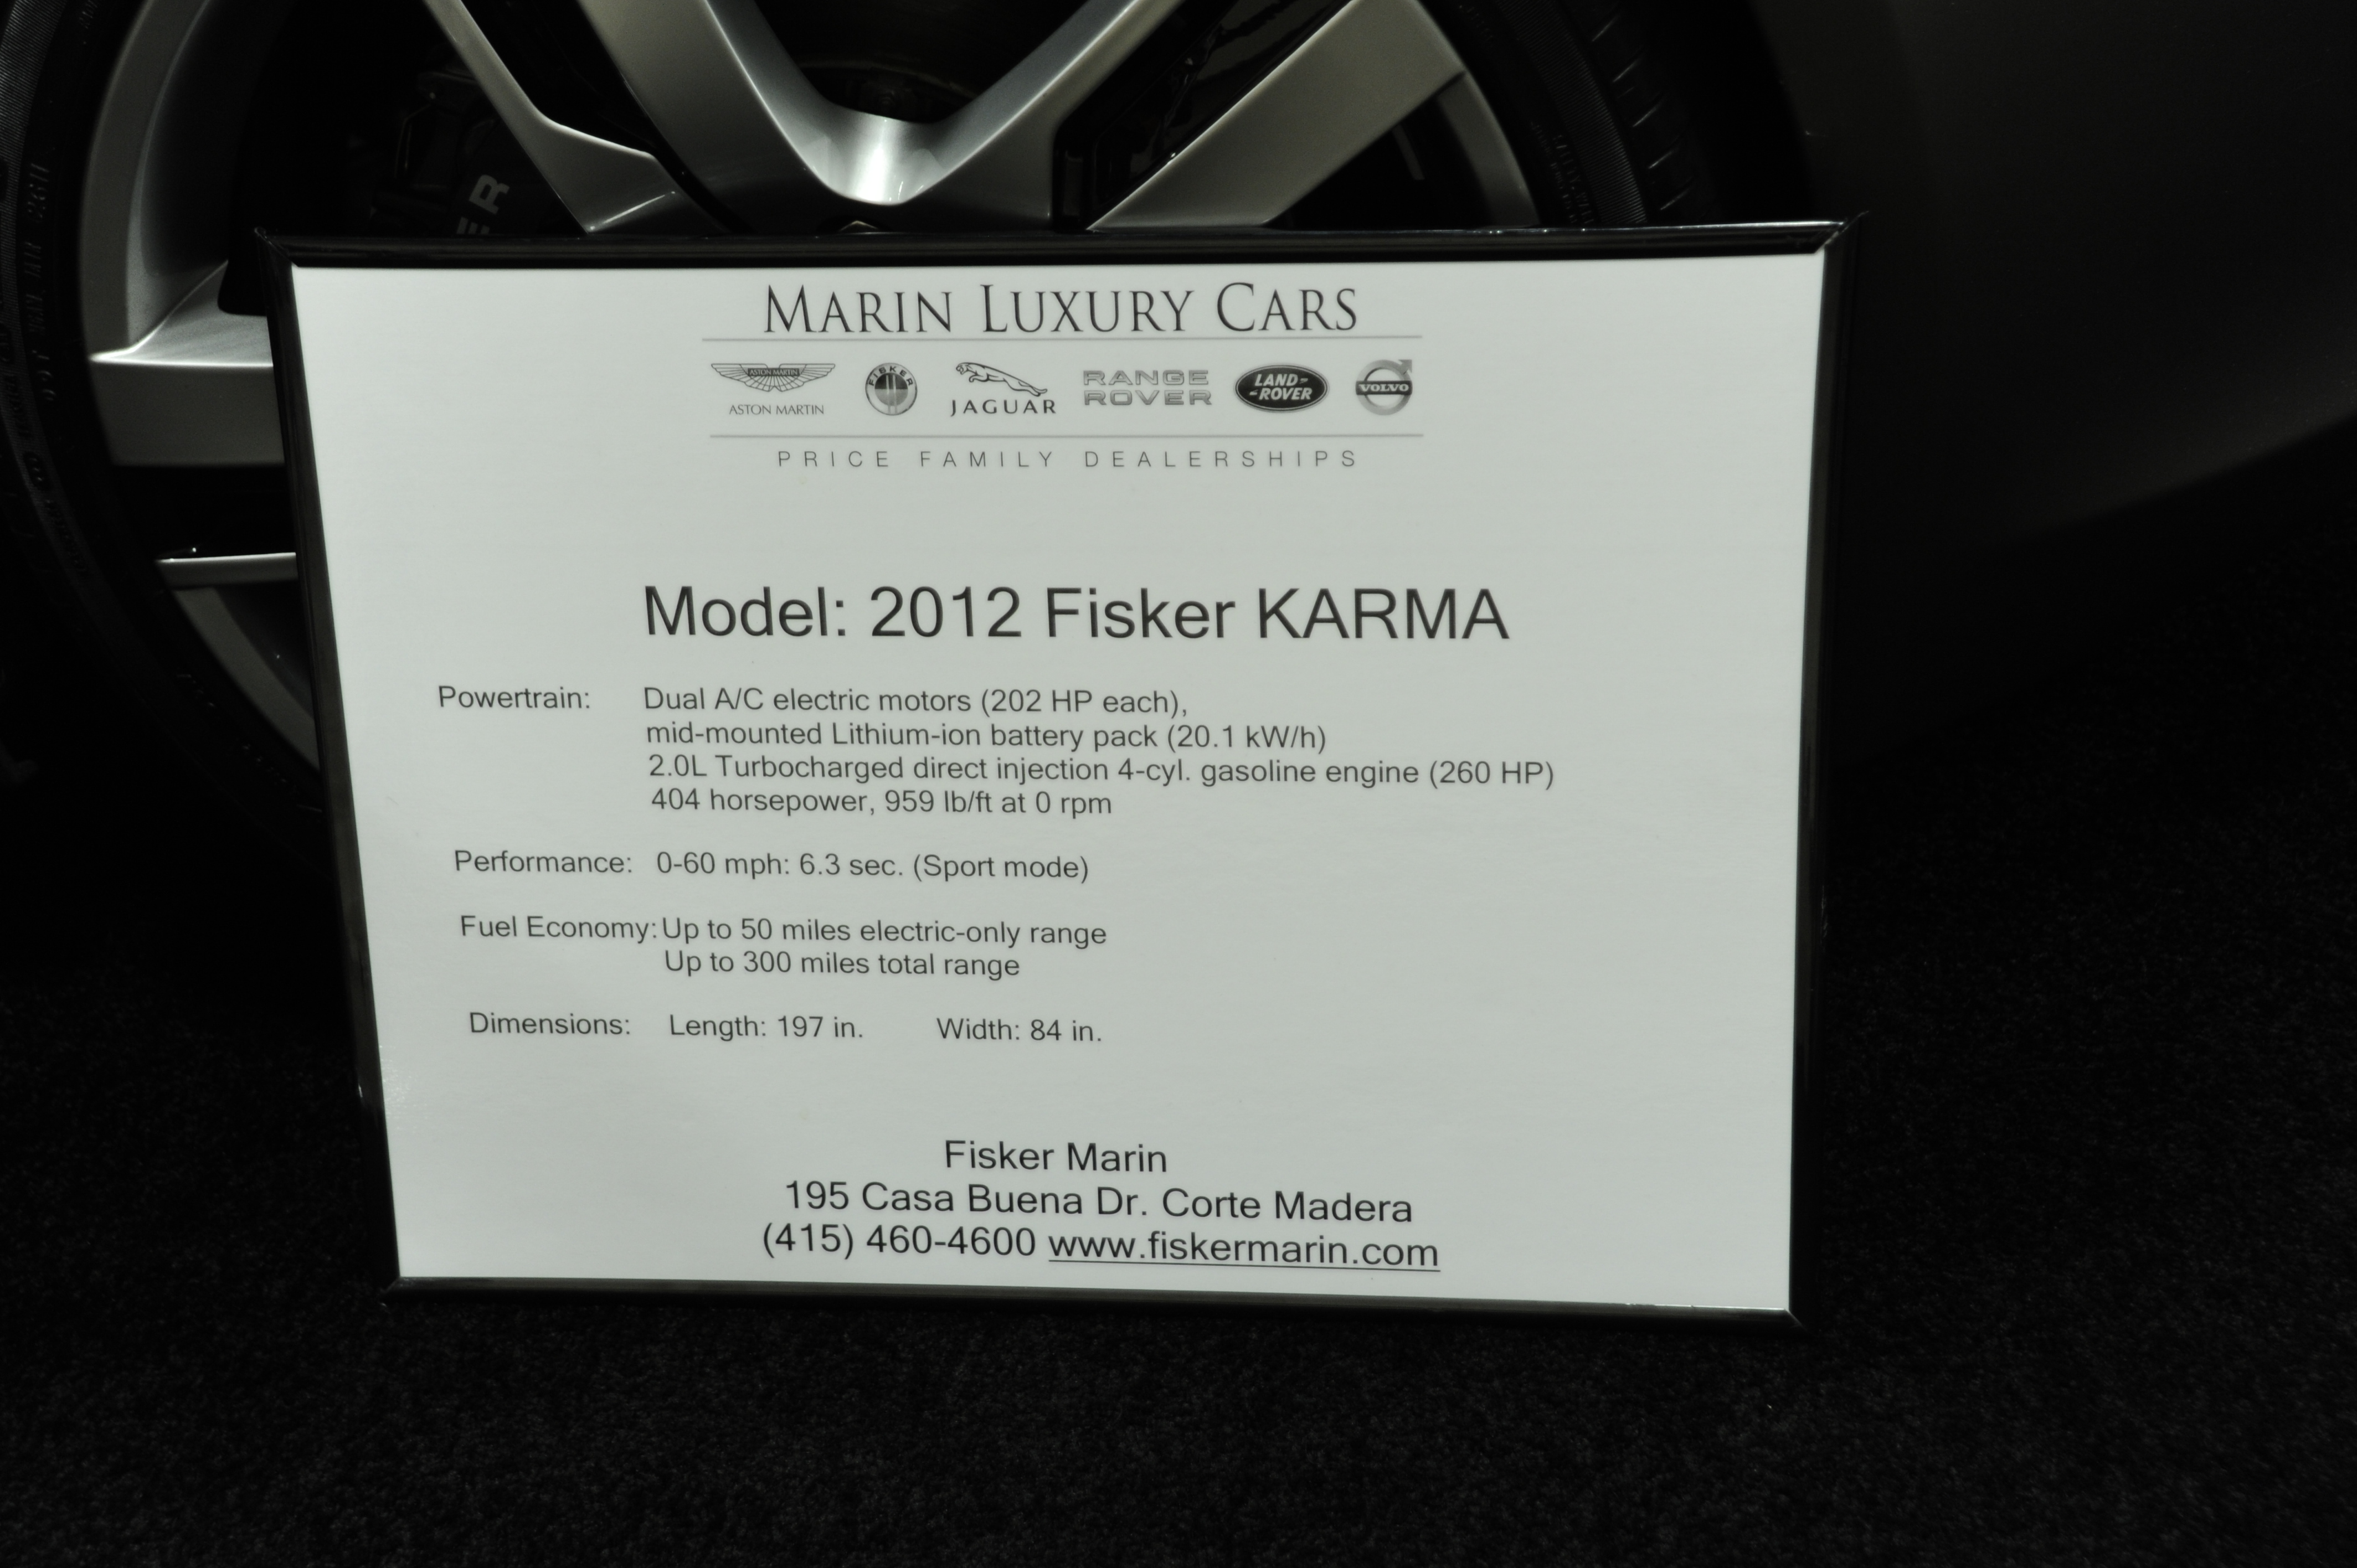 ER
MARIN LUXURY CARS
ASTON MARTIN
ASTON MARTIN
FISKER
JAGUAR
RANGE
ROVER
LAND
ROVER
VOLVO
PRICE FAMILY DEALERSHIPS
Model: 2012 Fisker KARMA
Powertrain: Dual A/C electric motors (202 HP each),
mid-mounted Lithium-ion battery pack (20.1 kW/h)
2.0L Turbocharged direct injection 4-cyl. gasoline engine (260 HP)
404 horsepower, 959 lb/ft at 0 rpm
Performance: 0-60 mph: 6.3 sec. (Sport mode)
Fuel Economy: Up to 50 miles electric-only range
Up to 300 miles total range
Dimensions: Length: 197 in. Width: 84 in.
Fisker Marin
195 Casa Buena Dr. Corte Madera
(415) 460-4600 www.fiskermarin.com